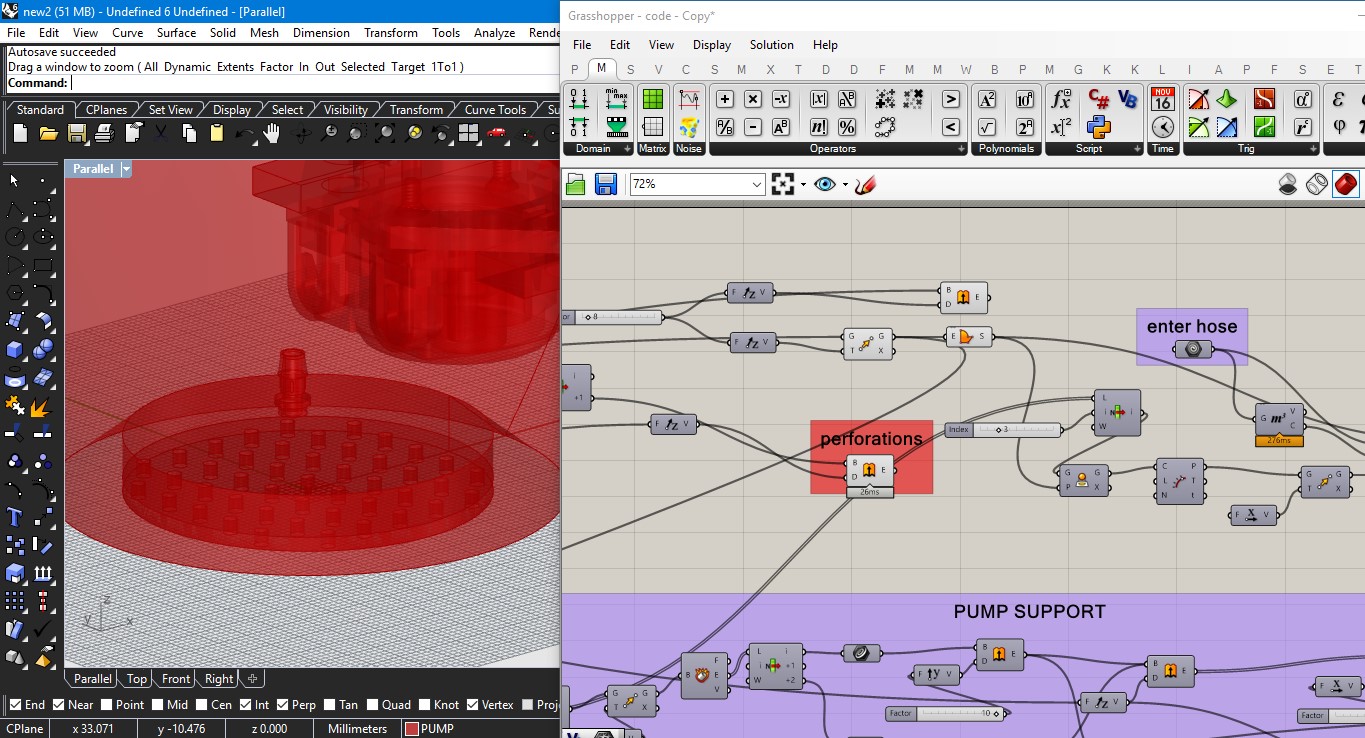 new2 (51 MB) - Undefined 6 Undefined - [Parallel]
File Edit View Curve Surface Solid Mesh Dimension Transform Tools Analyze Rende
Autosave succeeded
Drag a window to zoom ( All Dynamic Extents Factor In Out Selected Target 1To1 )
Command:
Standard CPlanes Set View Display Select Visibility Transform Curve Tools Su
Parallel
z
y
x
Parallel Top Front Right
End Near Point Mid Cen Int Perp Tan Quad Knot Vertex Proj
CPlane x 33.071 y -10.476 z 0.000 Millimeters PUMP
Grasshopper - code - Copy*
File Edit View Display Solution Help
P M S V C S M X T D D F M M W B P M G K K L I A P F S E T
Domain Matrix Noise Operators Polynomials Script Time Trig
72%
F Z V
B
D
E
8
F Z V
G
T
G
X
E S
enter hose
i
+1
F Z V
perforations
B
D
E
26ms
Index 3
L
i
W
i
G
V
C
m³
276ms
G
P
G
X
C
L
N
P
T
t
F X V
G
T
G
X
PUMP SUPPORT
G
T
G
X
B
F
E
V
L
i
W
i
+1
+2
F y V
B
D
E
Factor 10
F Z V
B
D
E
F X V
Factor